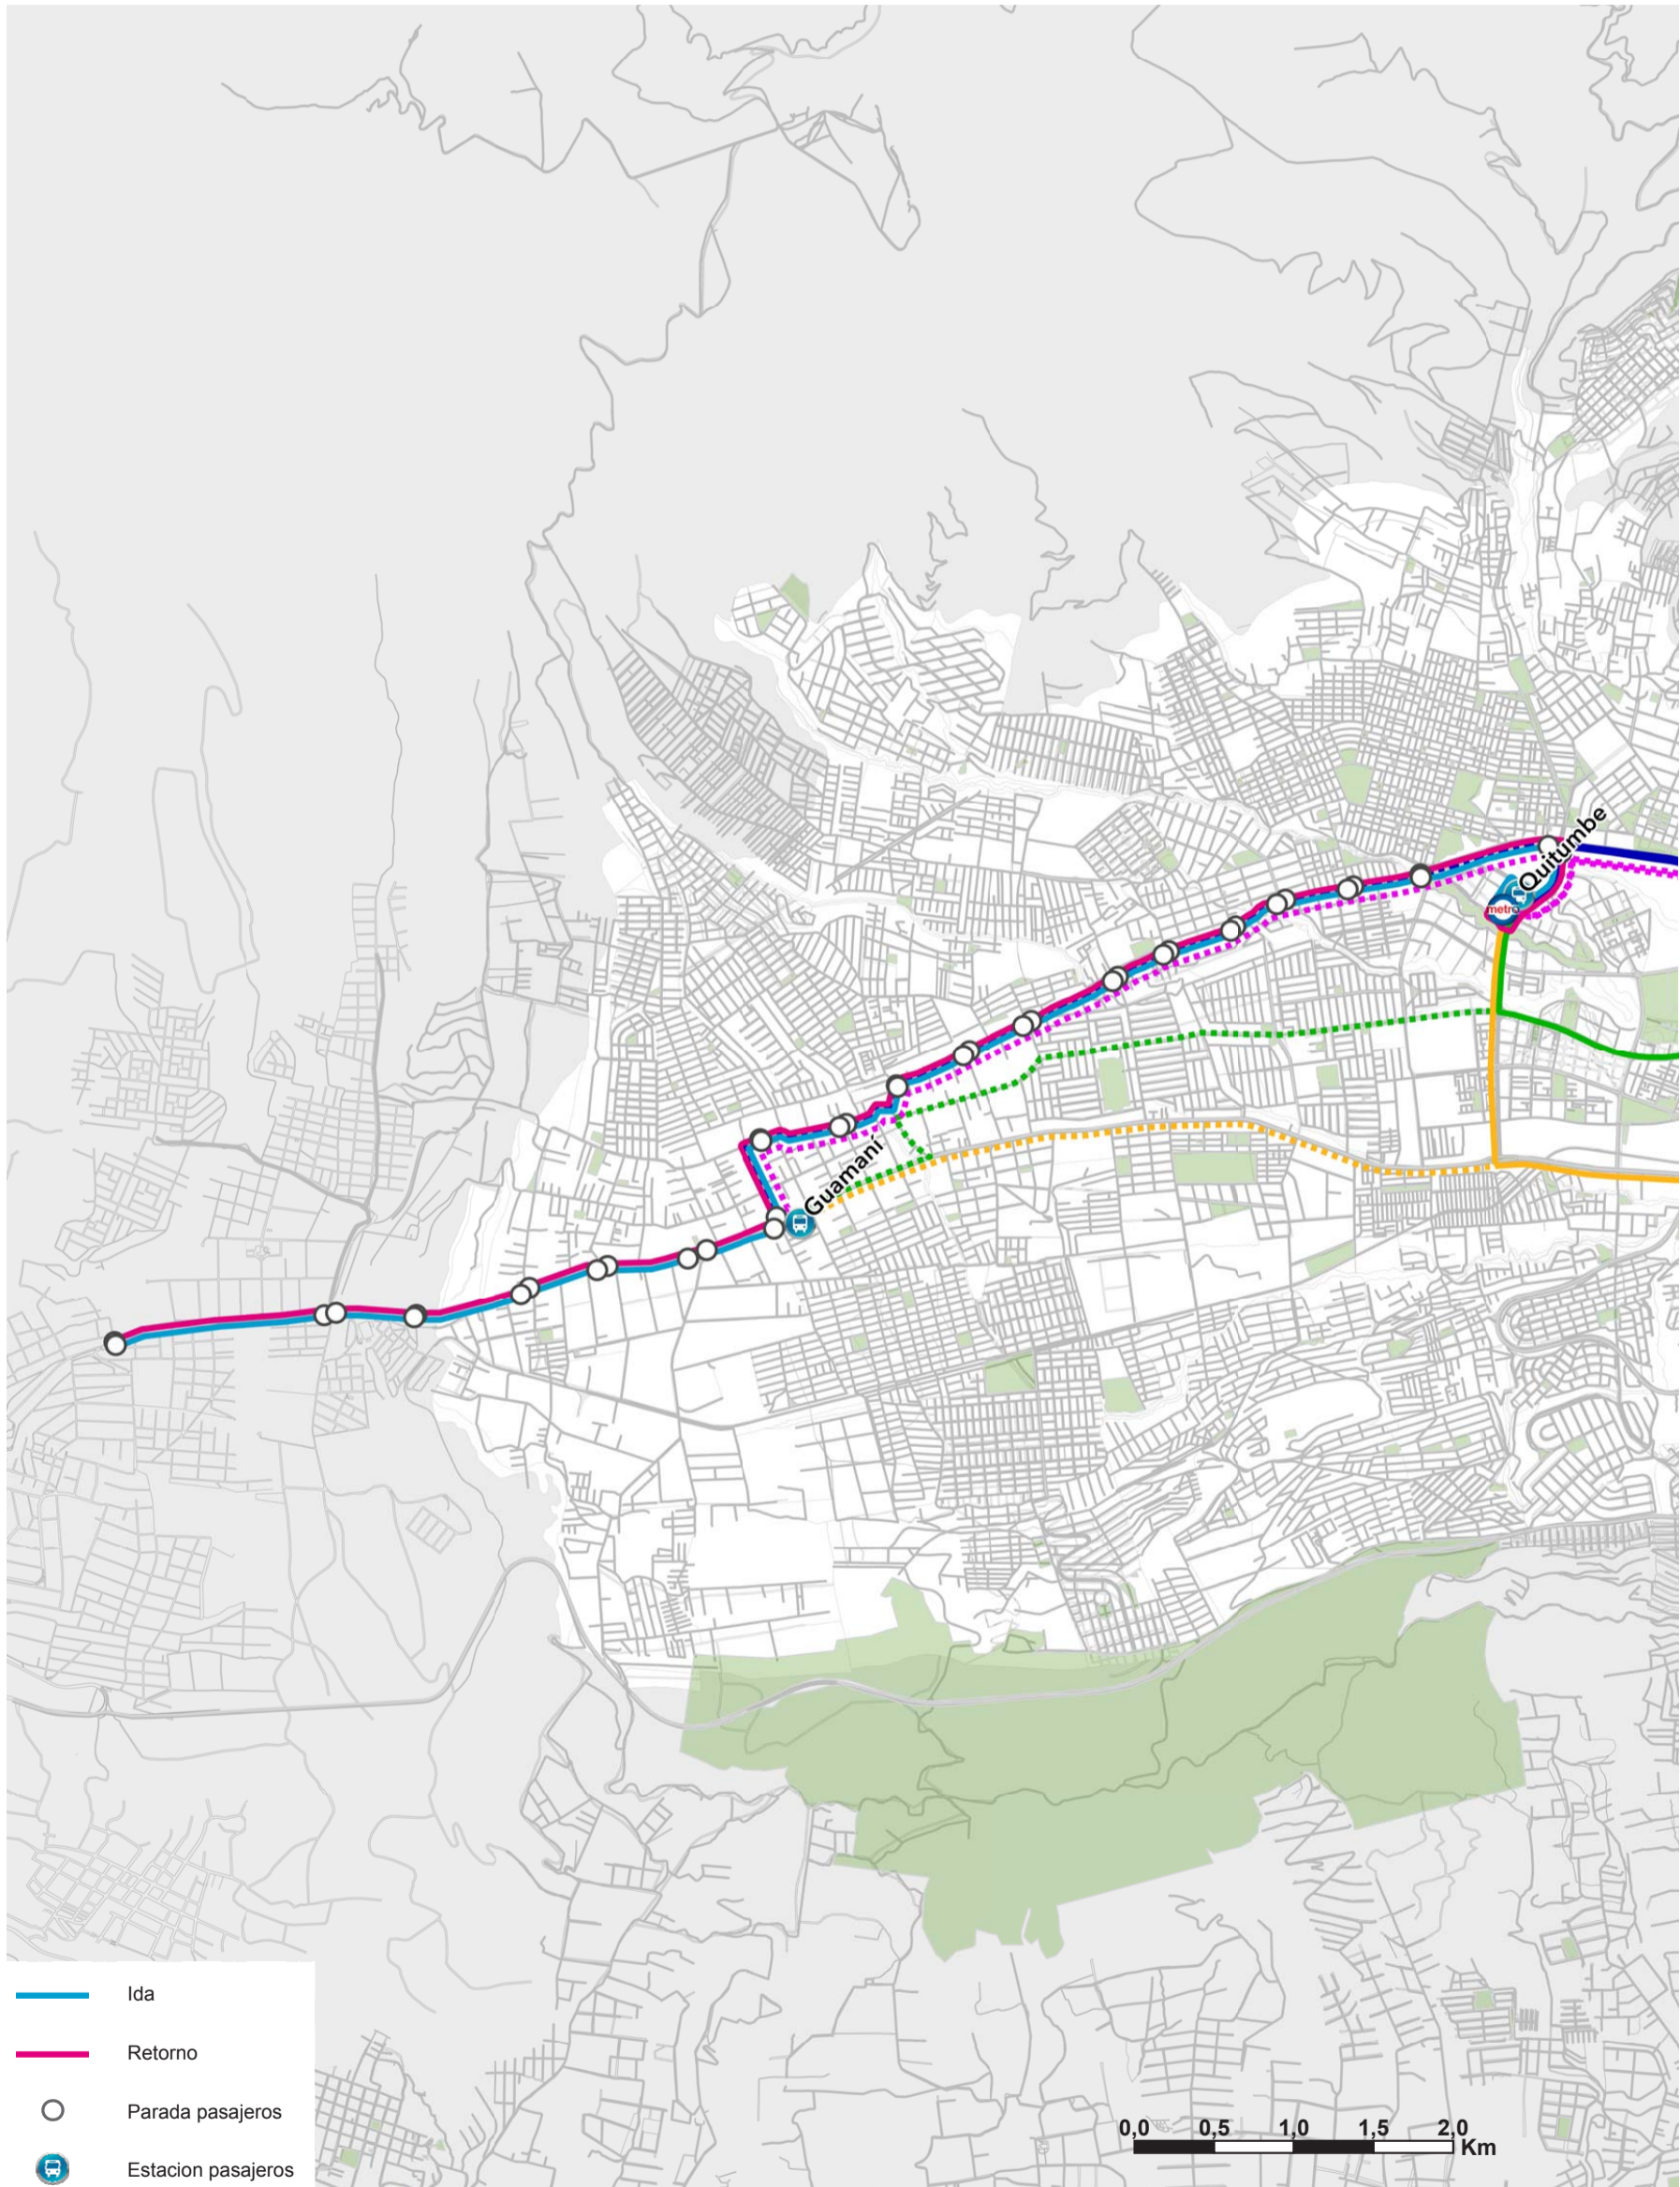 Quitumbe
metro
Guamaní
Ida
Retorno
Parada pasajeros
Estacion pasajeros
0,0 0,5 1,0 1,5 2,0
Km